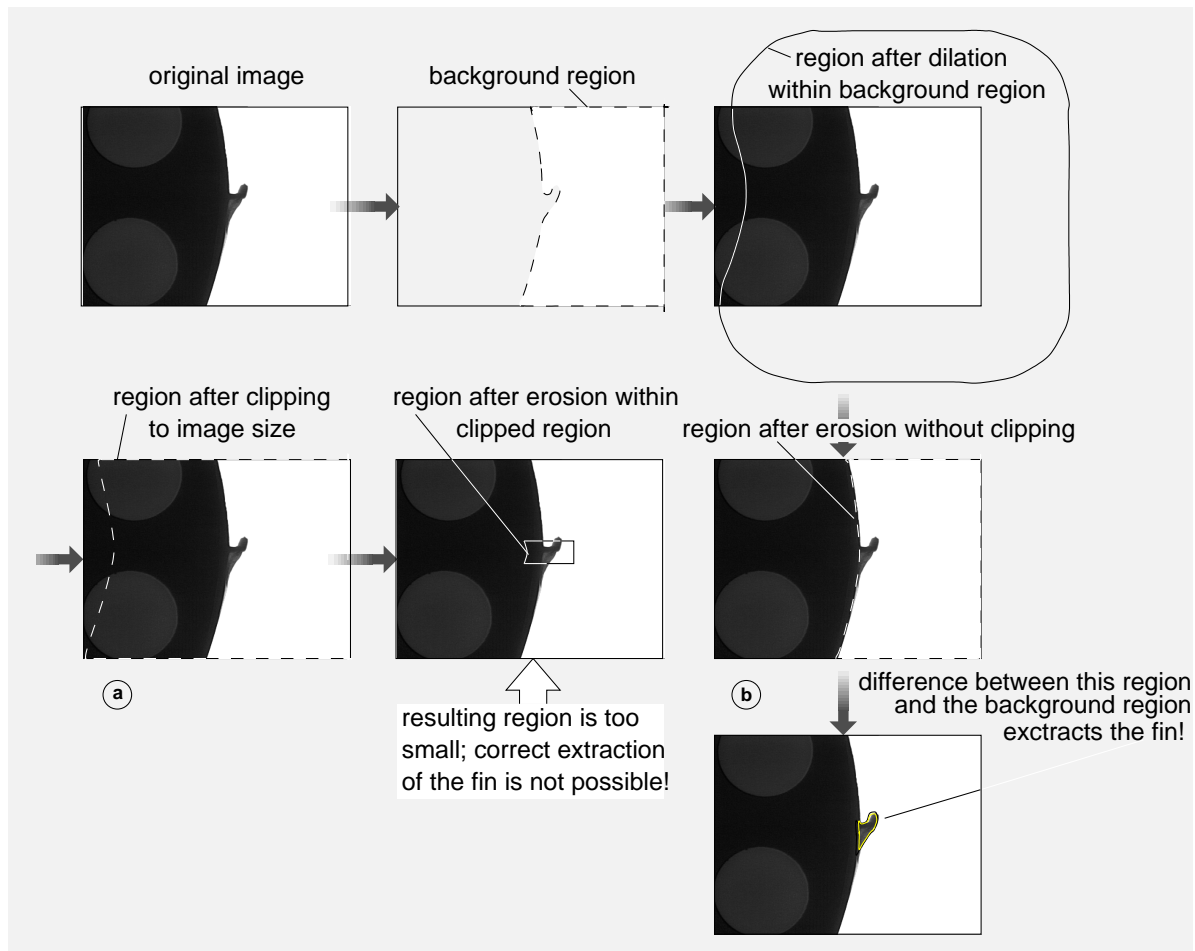 original image
background region
region after dilation
within background region
region after clipping
to image size
region after erosion within
clipped region
region after erosion without clipping
a
b
resulting region is too
small; correct extraction
of the fin is not possible!
difference between this region
and the background region
exctracts the fin!